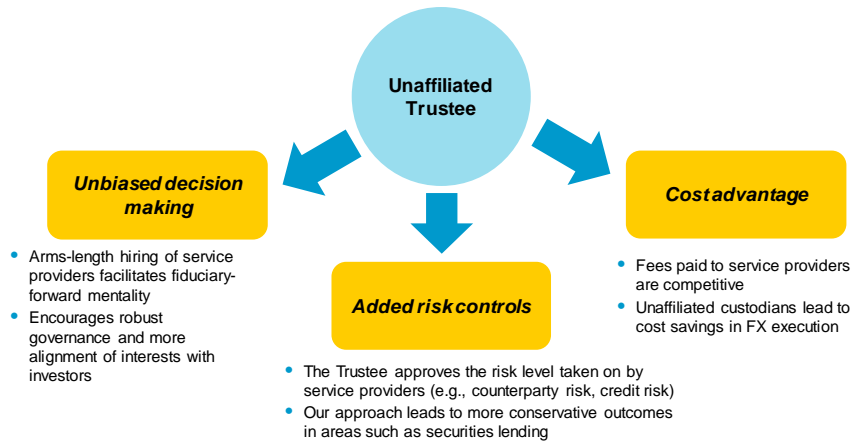 Unaffiliated
Trustee
Unbiased decision
making
• Arms-length hiring of service
providers facilitates fiduciary-
forward mentality
• Encourages robust
governance and more
alignment of interests with
investors
Added risk controls
• The Trustee approves the risk level taken on by
service providers (e.g., counterparty risk, credit risk)
• Our approach leads to more conservative outcomes
in areas such as securities lending
Cost advantage
• Fees paid to service providers
are competitive
• Unaffiliated custodians lead to
cost savings in FX execution